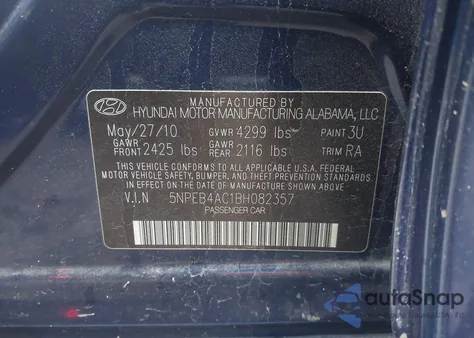 MANUFACTURED BY
HYUNDAI MOTOR MANUFACTURING ALABAMA, LLC
May/27/10 GVWR 4299 lbs PAINT 3U
GAWR FRONT 2425 lbs GAWR REAR 2116 lbs TRIM RA
THIS VEHICLE CONFORMS TO ALL APPLICABLE U.S.A. FEDERAL
MOTOR VEHICLE SAFETY, BUMPER, AND THEFT PREVENTION
STANDARDS IN EFFECT ON THE DATE OF MANUFACTURE SHOWN ABOVE.
V.I.N 5NPEB4AC1BH082357
PASSENGER CAR
autoSnap